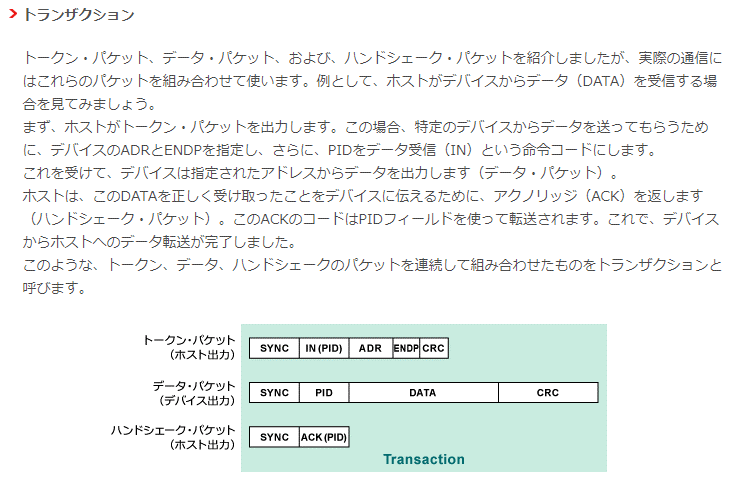 トランザクション
トークン・パケット、データ・パケット、および、ハンドシェーク・パケットを紹介しましたが、実際の通信に
はこれらのパケットを組み合わせて使います。例として、ホストがデバイスからデータ（DATA）を受信する場
合を見てみましょう。
まず、ホストがトークン・パケットを出力します。この場合、特定のデバイスからデータを送ってもらうため
に、デバイスのADRとENDPを指定し、さらに、PIDをデータ受信（IN）という命令コードにします。
これを受けて、デバイスは指定されたアドレスからデータを出力します（データ・パケット）。
ホストは、このDATAを正しく受け取ったことをデバイスに伝えるために、アクノリッジ（ACK）を返します
（ハンドシェーク・パケット）。このACKのコードはPIDフィールドを使って転送されます。これで、デバイス
からホストへのデータ転送が完了しました。
このような、トークン、データ、ハンドシェークのパケットを連続して組み合わせたものをトランザクションと
呼びます。
トークン・パケット
（ホスト出力）
SYNC IN (PID) ADR ENDP CRC
データ・パケット
（デバイス出力）
SYNC PID DATA CRC
ハンドシェーク・パケット
（ホスト出力）
SYNC ACK (PID)
Transaction